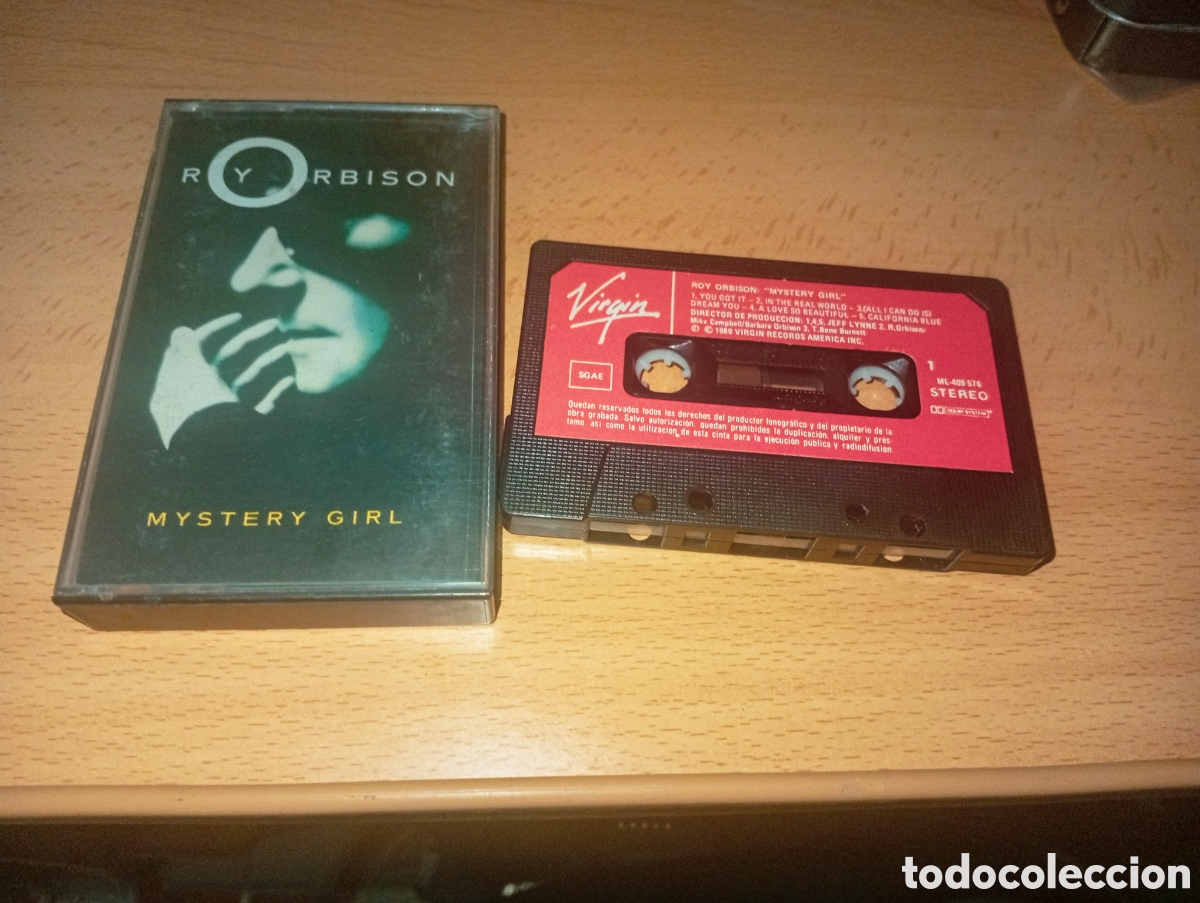 ROY ORBISON
MYSTERY GIRL
Virgin
ROY ORBISON: "MYSTERY GIRL"
1. YOU GOT IT – 2. IN THE REAL WORLD – 3.(ALL I CAN DO IS)
DREAM YOU – 4. A LOVE SO BEAUTIFUL – 5. CALIFORNIA BLUE
DIRECTOR DE PRODUCCION: 1,4,5, JEFF LYNNE 2. R.Orbison/
Mike Campbell/Barbara Orbison 3. T.Bone Burnett
Ⓟ © 1989 VIRGIN RECORDS AMERICA INC.
SGAE
1
ML-409 576
STEREO
DOLBY SYSTEM
Quedan reservados todos los derechos del productor fonográfico y del propietario de la
obra grabada. Salvo autorización, quedan prohibidos la duplicación, alquiler y prés-
tamo, así como la utilización de esta cinta para la ejecución pública y radiodifusión
todocoleccion